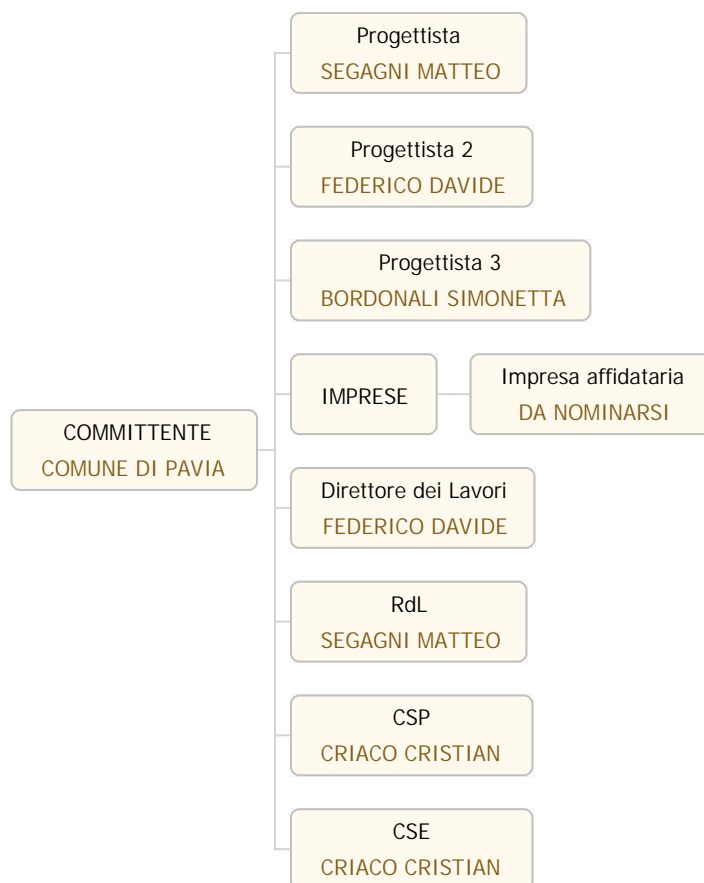 Progettista
SEGAGNI MATTEO
Progettista 2
FEDERICO DAVIDE
Progettista 3
BORDONALI SIMONETTA
IMPRESE
Impresa affidataria
DA NOMINARSI
COMMITTENTE
COMUNE DI PAVIA
Direttore dei Lavori
FEDERICO DAVIDE
RdL
SEGAGNI MATTEO
CSP
CRIACO CRISTIAN
CSE
CRIACO CRISTIAN